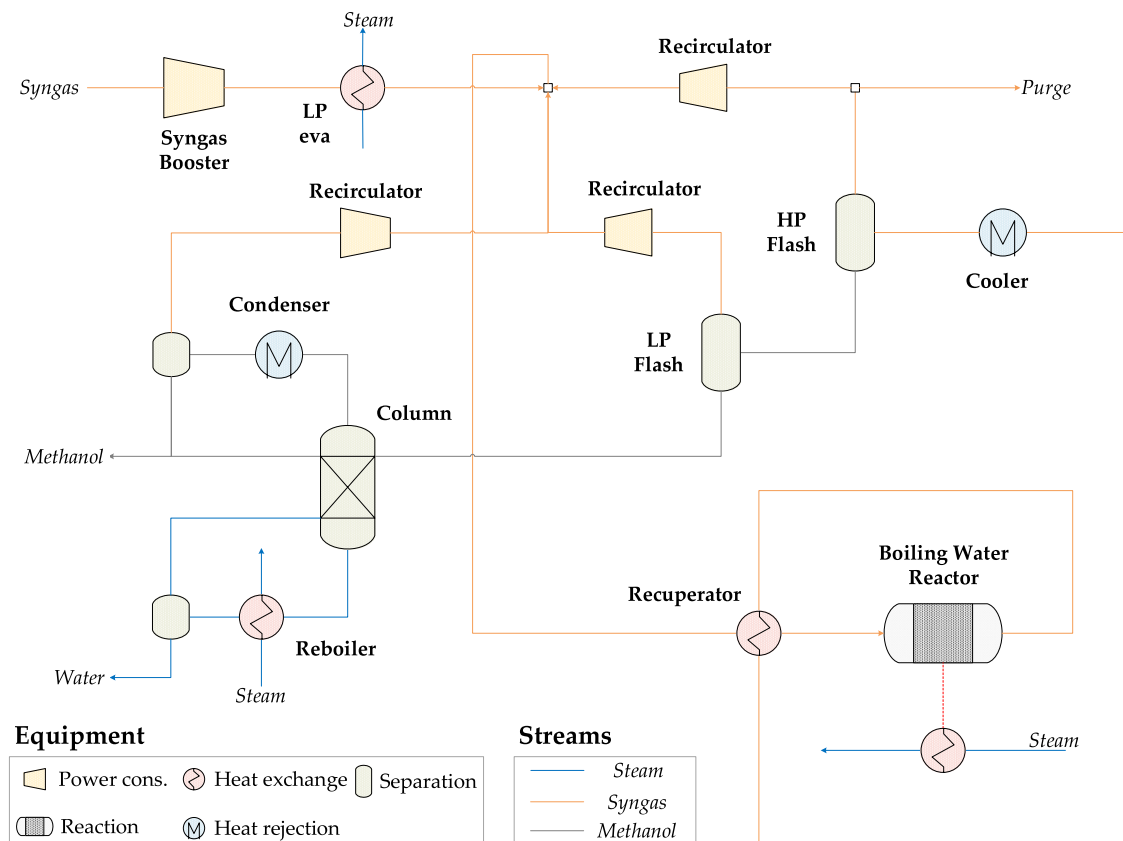 Steam
Recirculator
Syngas
Purge
LP
eva
Syngas
Booster
Recirculator
Recirculator
HP
Flash
Cooler
Condenser
LP
Flash
Column
Methanol
Boiling Water
Reactor
Recuperator
Reboiler
Water
Steam
Steam
Equipment
Power cons.
Heat exchange
Separation
Reaction
Heat rejection
Streams
Steam
Syngas
Methanol